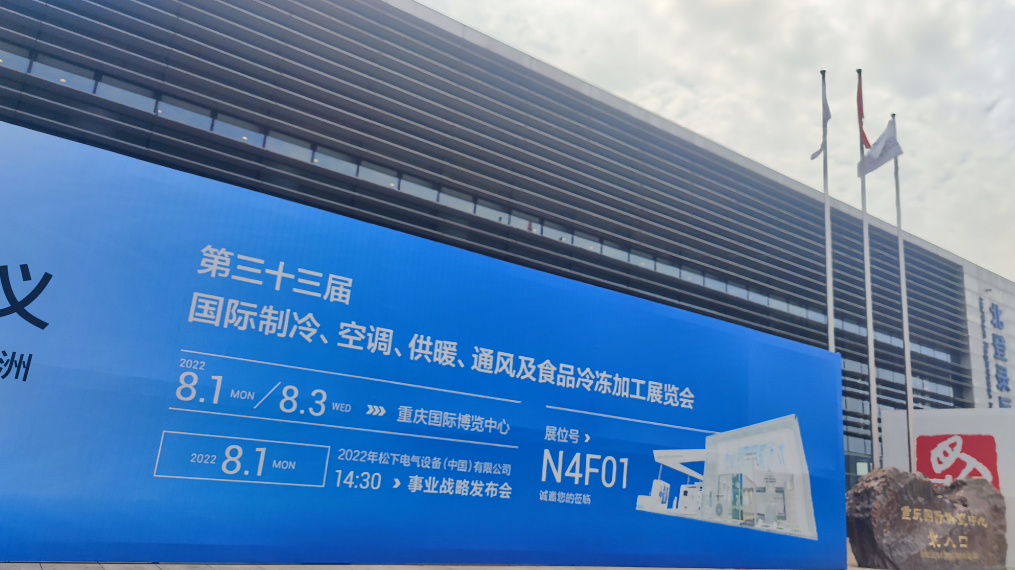 义
洲
第三十三届
国际制冷、空调、供暖、通风及食品冷冻加工展览会
2022
8.1 MON / 8.3 WED 重庆国际博览中心
2022 8.1 MON
2022年松下电气设备(中国)有限公司
14:30 事业战略发布会
展位号
N4F01
诚邀您的莅临
北登录
重庆国际博览中心
北入口